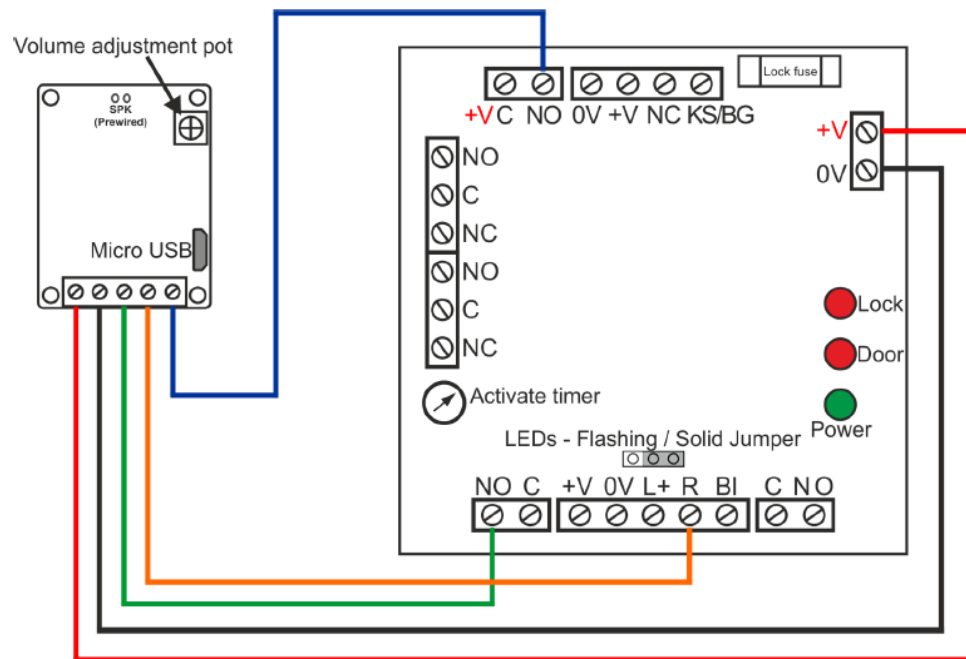 Volume adjustment pot
SPK
(Prewired)
Micro USB
Lock fuse
+V C NO 0V +V NC KS/BG
+V
0V
NO
C
NC
NO
C
NC
Lock
Door
Power
Activate timer
LEDs - Flashing / Solid Jumper
NO C +V 0V L+ R BI C NO